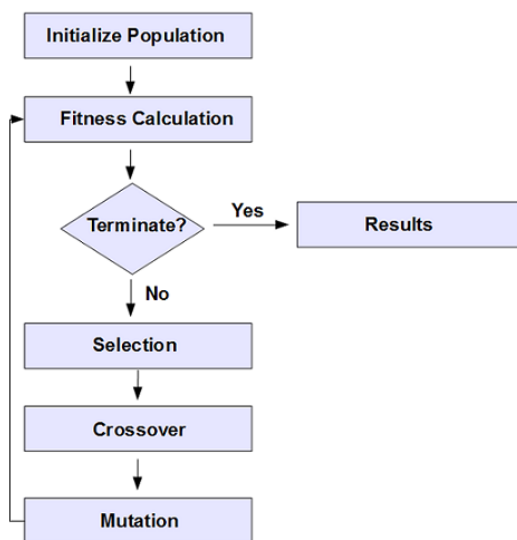 Initialize Population
Fitness Calculation
Terminate?
Yes
Results
No
Selection
Crossover
Mutation